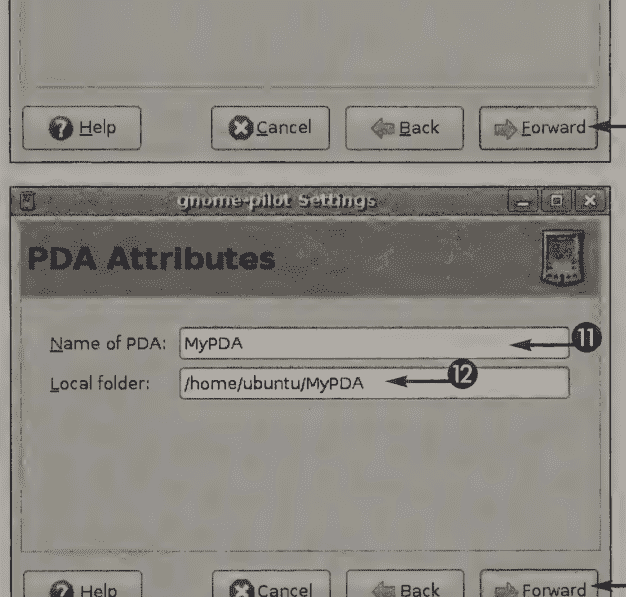 Help Cancel Back Forward
gnome-pilot Settings
PDA Attributes
Name of PDA: MyPDA 11
Local folder: /home/ubuntu/MyPDA 12
Help Cancel Back Forward